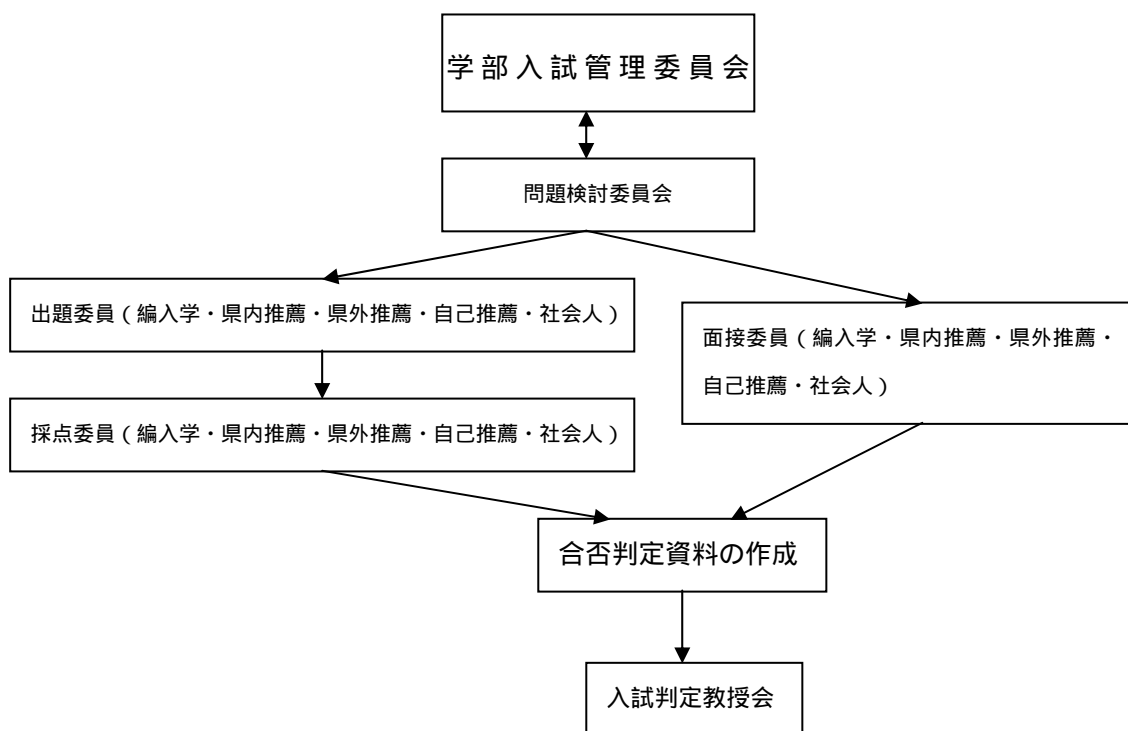 学部入試管理委員会
問題検討委員会
出題委員（編入学・県内推薦・県外推薦・自己推薦・社会人）
面接委員（編入学・県内推薦・県外推薦・
自己推薦・社会人）
採点委員（編入学・県内推薦・県外推薦・自己推薦・社会人）
合否判定資料の作成
入試判定教授会